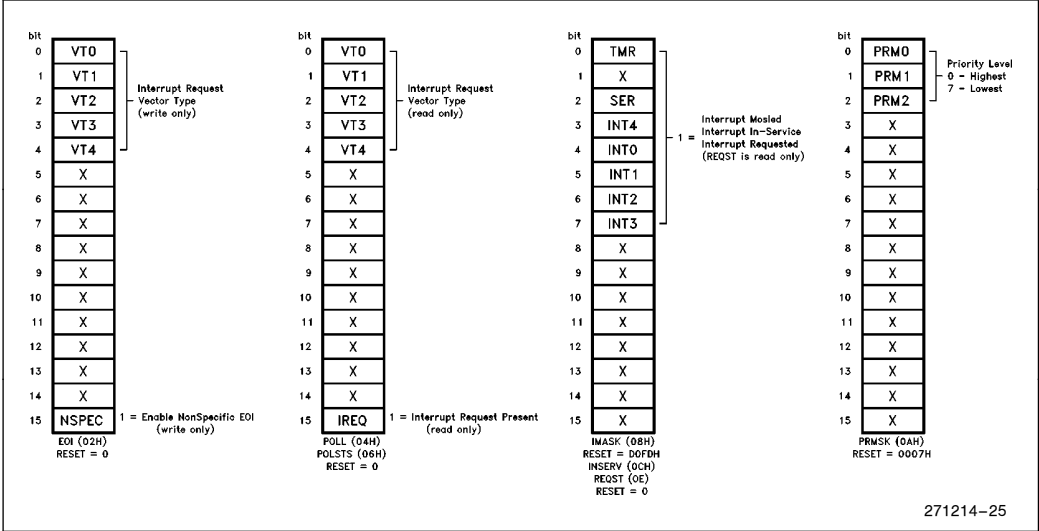 bit
0 VT0
1 VT1
2 VT2
3 VT3
4 VT4
5 X
6 X
7 X
8 X
9 X
10 X
11 X
12 X
13 X
14 X
15 NSPEC
Interrupt Request
Vector Type
(write only)
1 = Enable NonSpecific EOI
(write only)
EOI (02H)
RESET = 0
bit
0 VT0
1 VT1
2 VT2
3 VT3
4 VT4
5 X
6 X
7 X
8 X
9 X
10 X
11 X
12 X
13 X
14 X
15 IREQ
Interrupt Request
Vector Type
(read only)
1 = Interrupt Request Present
(read only)
POLL (04H)
POLSTS (06H)
RESET = 0
bit
0 TMR
1 X
2 SER
3 INT4
4 INT0
5 INT1
6 INT2
7 INT3
8 X
9 X
10 X
11 X
12 X
13 X
14 X
15 X
1 =
Interrupt Mosled
Interrupt In-Service
Interrupt Requested
(REQST is read only)
IMASK (08H)
RESET = D0FDH
INSERV (0CH)
REQST (0E)
RESET = 0
bit
0 PRM0
1 PRM1
2 PRM2
3 X
4 X
5 X
6 X
7 X
8 X
9 X
10 X
11 X
12 X
13 X
14 X
15 X
Priority Level
0 - Highest
7 - Lowest
PRMSK (0AH)
RESET = 0007H
271214-25